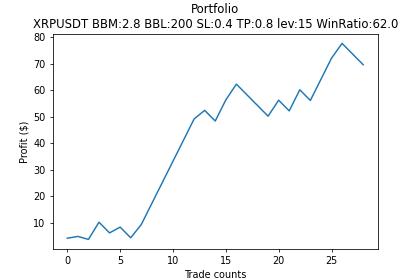 Portfolio
XRPUSDT BBM:2.8 BBL:200 SL:0.4 TP:0.8 lev:15 WinRatio:62.0
80
70
60
50
40
30
20
10
Profit ($)
0 5 10 15 20 25
Trade counts